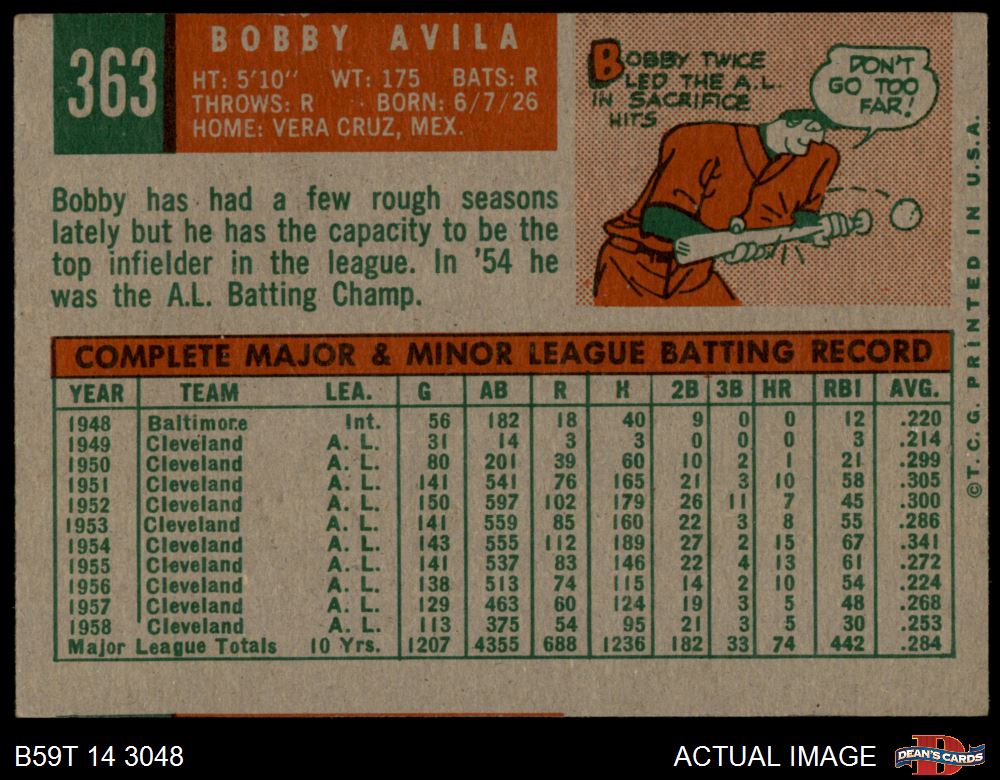 363
BOBBY AVILA
HT: 5'10" WT: 175 BATS: R
THROWS: R BORN: 6/7/26
HOME: VERA CRUZ, MEX.
BOBBY TWICE
LED THE A.L.
IN SACRIFICE
HITS
DON'T
GO TOO
FAR!
Bobby has had a few rough seasons
lately but he has the capacity to be the
top infielder in the league. In '54 he
was the A.L. Batting Champ.
COMPLETE MAJOR & MINOR LEAGUE BATTING RECORD
YEAR TEAM LEA. G AB R H 2B 3B HR RBI AVG.
1948 Baltimore Int. 56 182 18 40 9 0 0 12 .220
1949 Cleveland A. L. 31 14 3 3 0 0 0 3 .214
1950 Cleveland A. L. 80 201 39 60 10 2 1 21 .299
1951 Cleveland A. L. 141 541 76 165 21 3 10 58 .305
1952 Cleveland A. L. 150 597 102 179 26 11 7 45 .300
1953 Cleveland A. L. 141 559 85 160 22 3 8 55 .286
1954 Cleveland A. L. 143 555 112 189 27 2 15 67 .341
1955 Cleveland A. L. 141 537 83 146 22 4 13 61 .272
1956 Cleveland A. L. 138 513 74 115 14 2 10 54 .224
1957 Cleveland A. L. 129 463 60 124 19 3 5 48 .268
1958 Cleveland A. L. 113 375 54 95 21 3 5 30 .253
Major League Totals 10 Yrs. 1207 4355 688 1236 182 33 74 442 .284
©T.C.G. PRINTED IN U.S.A.
B59T 14 3048
ACTUAL IMAGE
DEAN'S CARDS